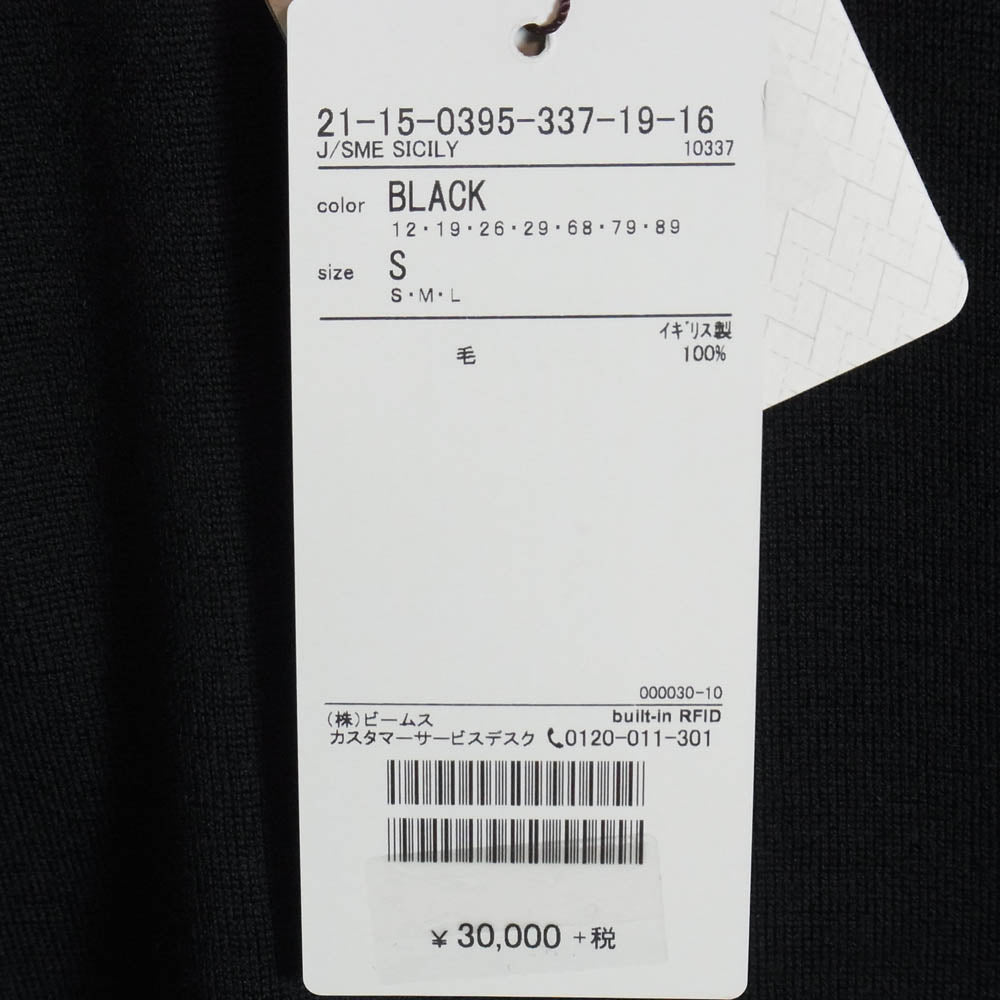 21-15-0395-337-19-16
J/SME SICILY 10337
color BLACK
12・19・26・29・68・79・89
size S
S・M・L
イギリス製
毛 100%
000030-10
built-in RFID
(株)ビームス
カスタマーサービスデスク 0120-011-301
¥ 30,000 +税